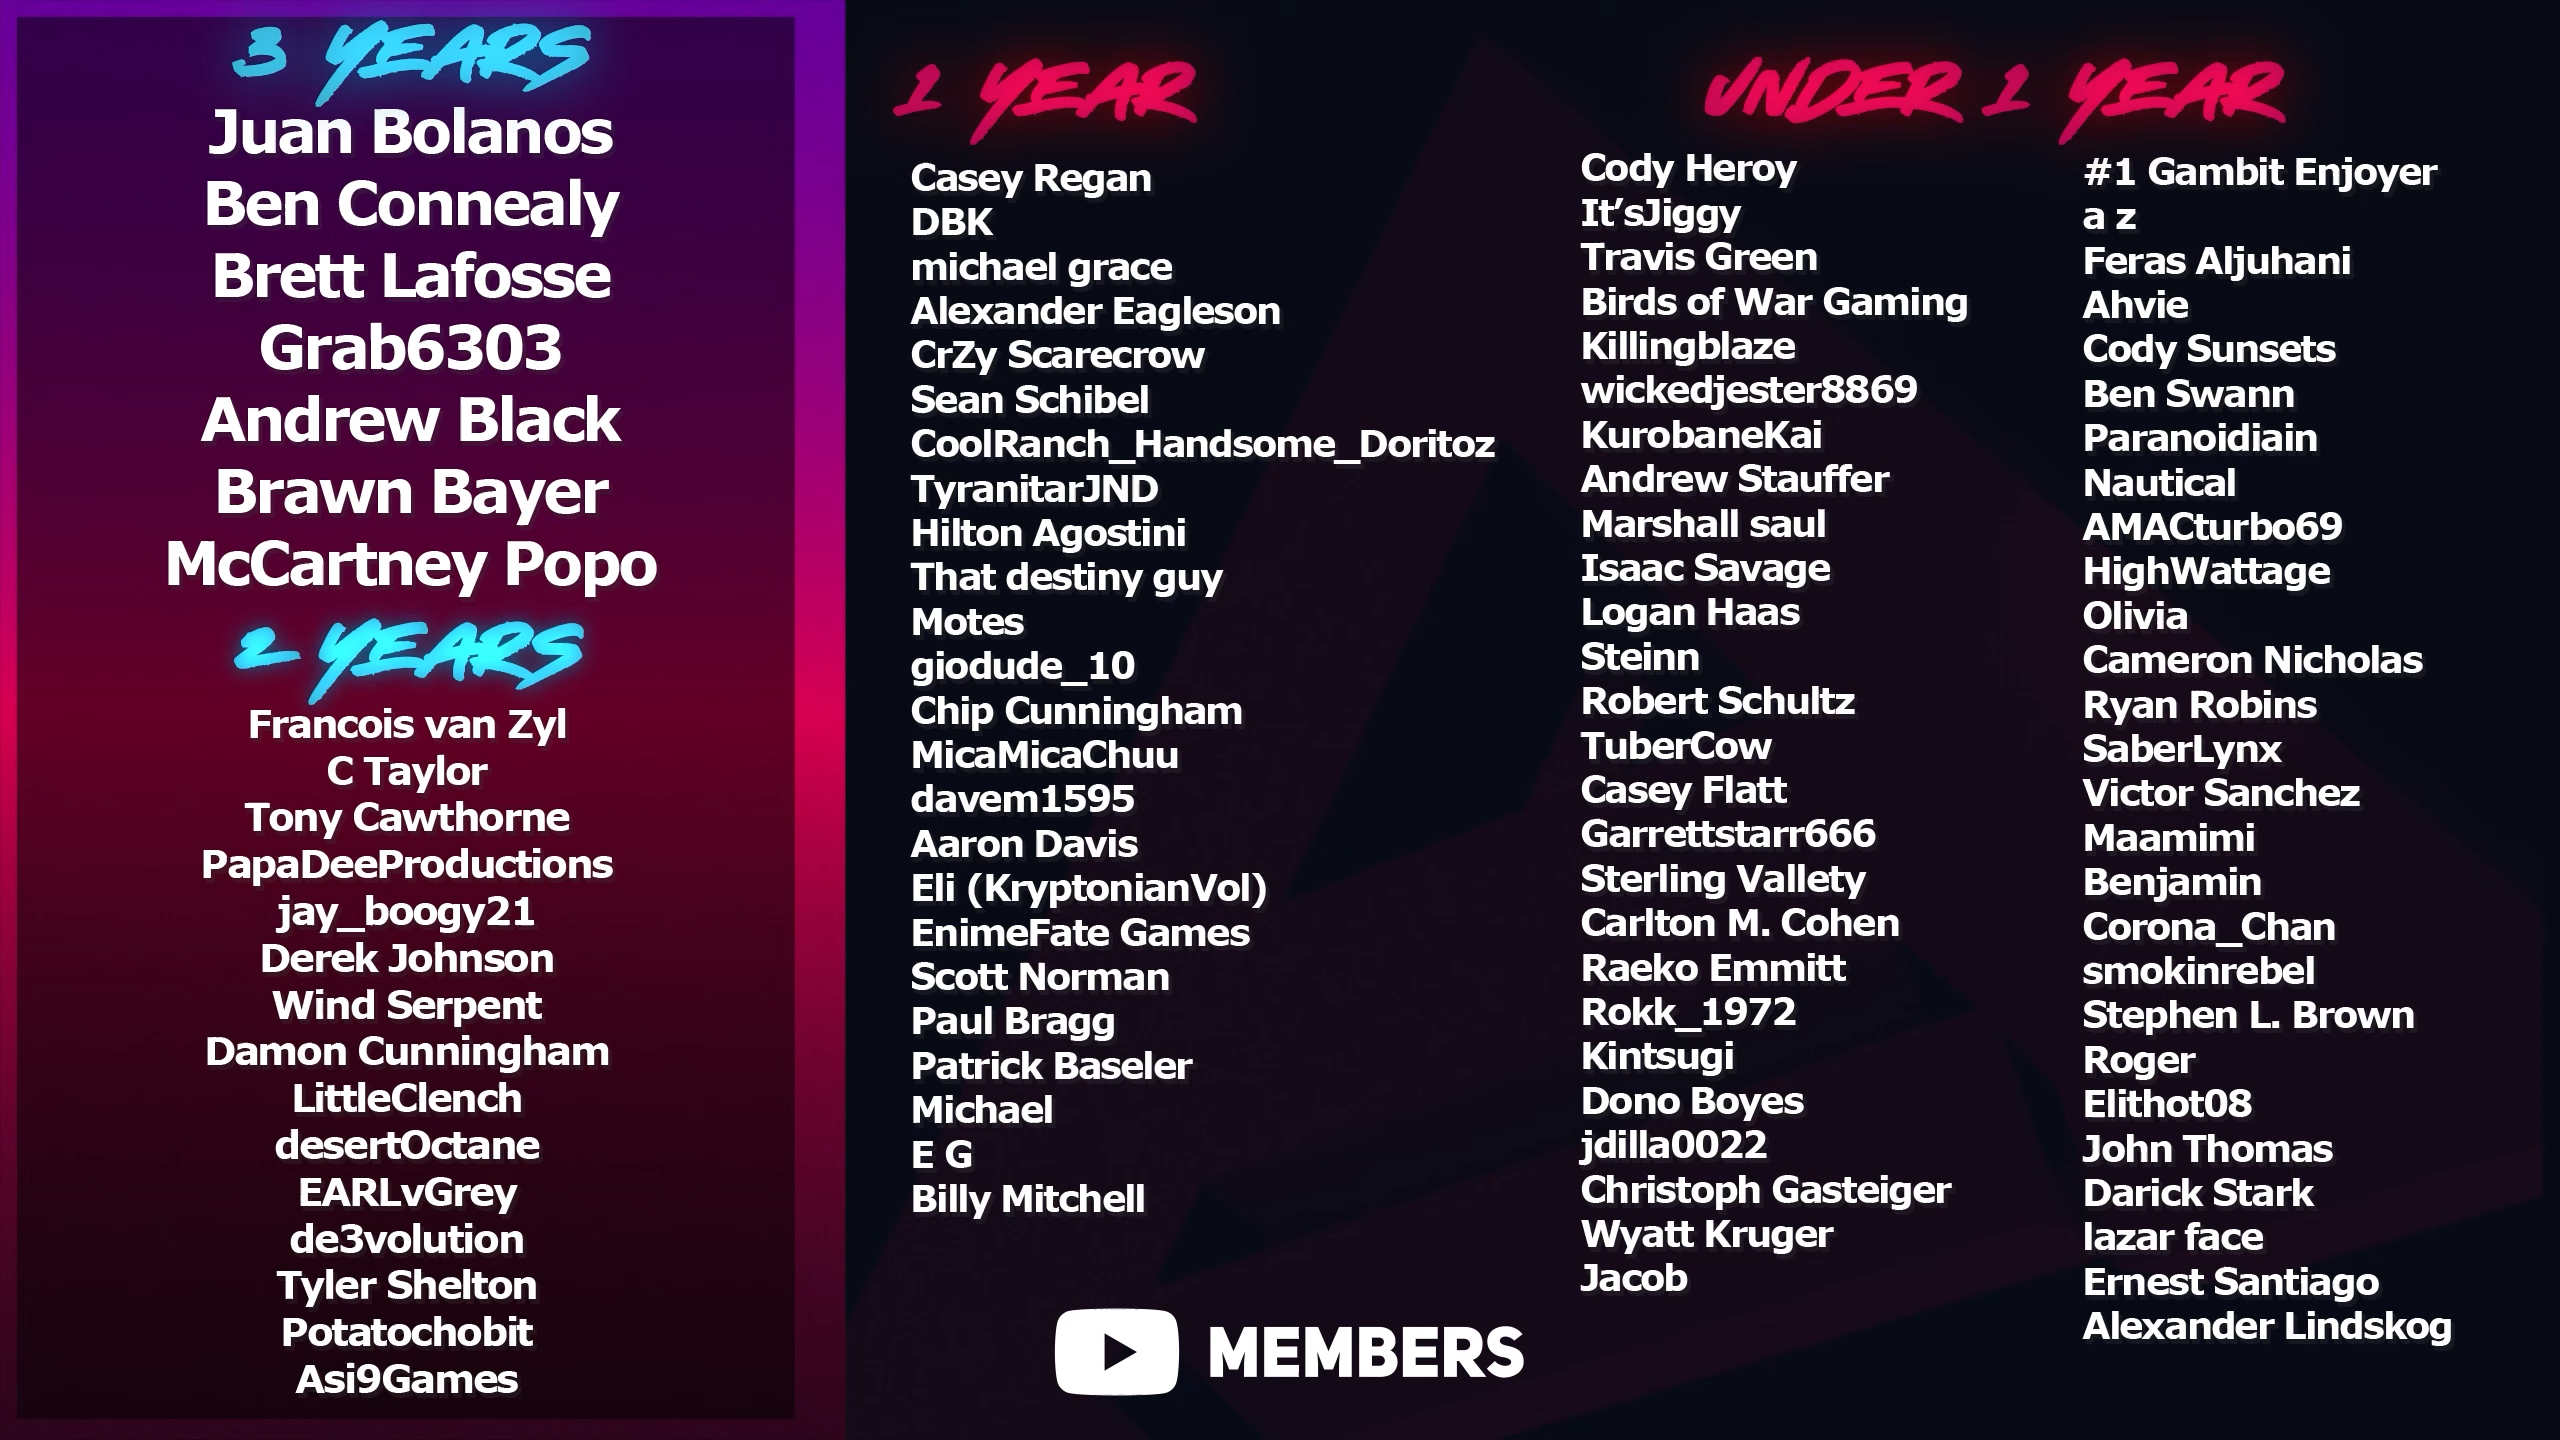 3 YEARS
Juan Bolanos
Ben Connealy
Brett Lafosse
Grab6303
Andrew Black
Brawn Bayer
McCartney Popo
2 YEARS
Francois van Zyl
C Taylor
Tony Cawthorne
PapaDeeProductions
jay_boogy21
Derek Johnson
Wind Serpent
Damon Cunningham
LittleClench
desertOctane
EARLvGrey
de3volution
Tyler Shelton
Potatochobit
Asi9Games
1 YEAR
Casey Regan
DBK
michael grace
Alexander Eagleson
CrZy Scarecrow
Sean Schibel
CoolRanch_Handsome_Doritoz
TyranitarJND
Hilton Agostini
That destiny guy
Motes
giodude_10
Chip Cunningham
MicaMicaChuu
davem1595
Aaron Davis
Eli (KryptonianVol)
EnimeFate Games
Scott Norman
Paul Bragg
Patrick Baseler
Michael
E G
Billy Mitchell
UNDER 1 YEAR
Cody Heroy
It’sJiggy
Travis Green
Birds of War Gaming
Killingblaze
wickedjester8869
KurobaneKai
Andrew Stauffer
Marshall saul
Isaac Savage
Logan Haas
Steinn
Robert Schultz
TuberCow
Casey Flatt
Garrettstarr666
Sterling Vallety
Carlton M. Cohen
Raeko Emmitt
Rokk_1972
Kintsugi
Dono Boyes
jdilla0022
Christoph Gasteiger
Wyatt Kruger
Jacob
#1 Gambit Enjoyer
a z
Feras Aljuhani
Ahvie
Cody Sunsets
Ben Swann
Paranoidiain
Nautical
AMACturbo69
HighWattage
Olivia
Cameron Nicholas
Ryan Robins
SaberLynx
Victor Sanchez
Maamimi
Benjamin
Corona_Chan
smokinrebel
Stephen L. Brown
Roger
Elithot08
John Thomas
Darick Stark
lazar face
Ernest Santiago
Alexander Lindskog
MEMBERS